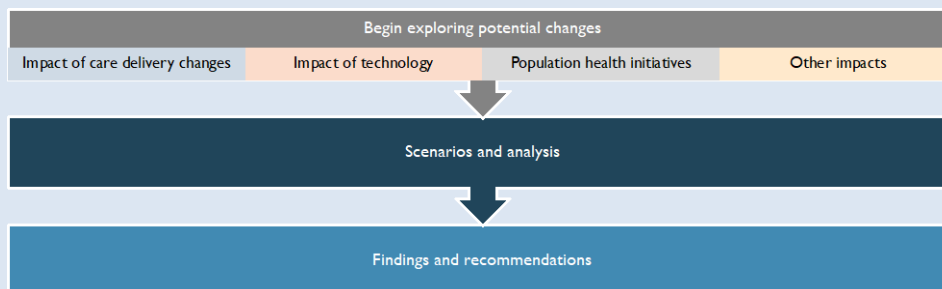 Begin exploring potential changes
Impact of care delivery changes
Impact of technology
Population health initiatives
Other impacts
Scenarios and analysis
Findings and recommendations